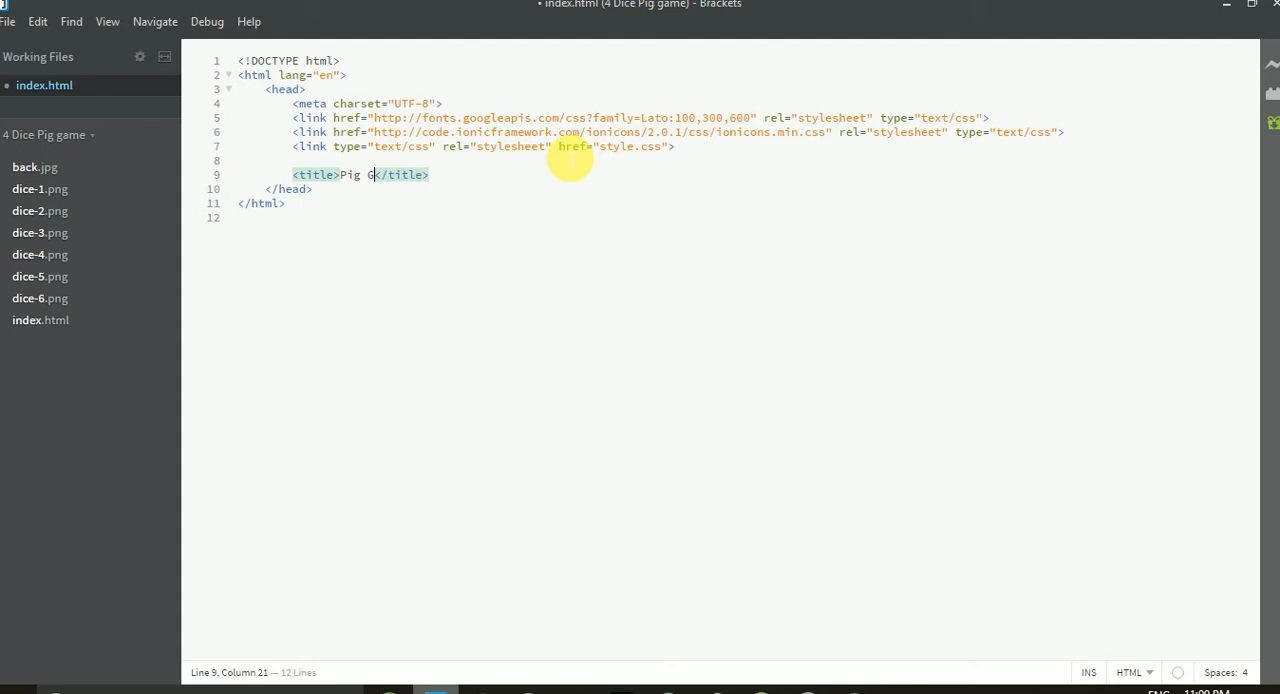 • index.html (4 Dice Pig game) - Brackets
File Edit Find View Navigate Debug Help
Working Files
• index.html
4 Dice Pig game
back.jpg
dice-1.png
dice-2.png
dice-3.png
dice-4.png
dice-5.png
dice-6.png
index.html
1 <!DOCTYPE html>
2 <html lang="en">
3 <head>
4 <meta charset="UTF-8">
5 <link href="http://fonts.googleapis.com/css?family=Lato:100,300,600" rel="stylesheet" type="text/css">
6 <link href="http://code.ionicframework.com/ionicons/2.0.1/css/ionicons.min.css" rel="stylesheet" type="text/css">
7 <link type="text/css" rel="stylesheet" href="style.css">
8
9 <title>Pig G</title>
10 </head>
11 </html>
12
Line 9, Column 21 — 12 Lines
INS HTML Spaces: 4
ENG 11:00 PM